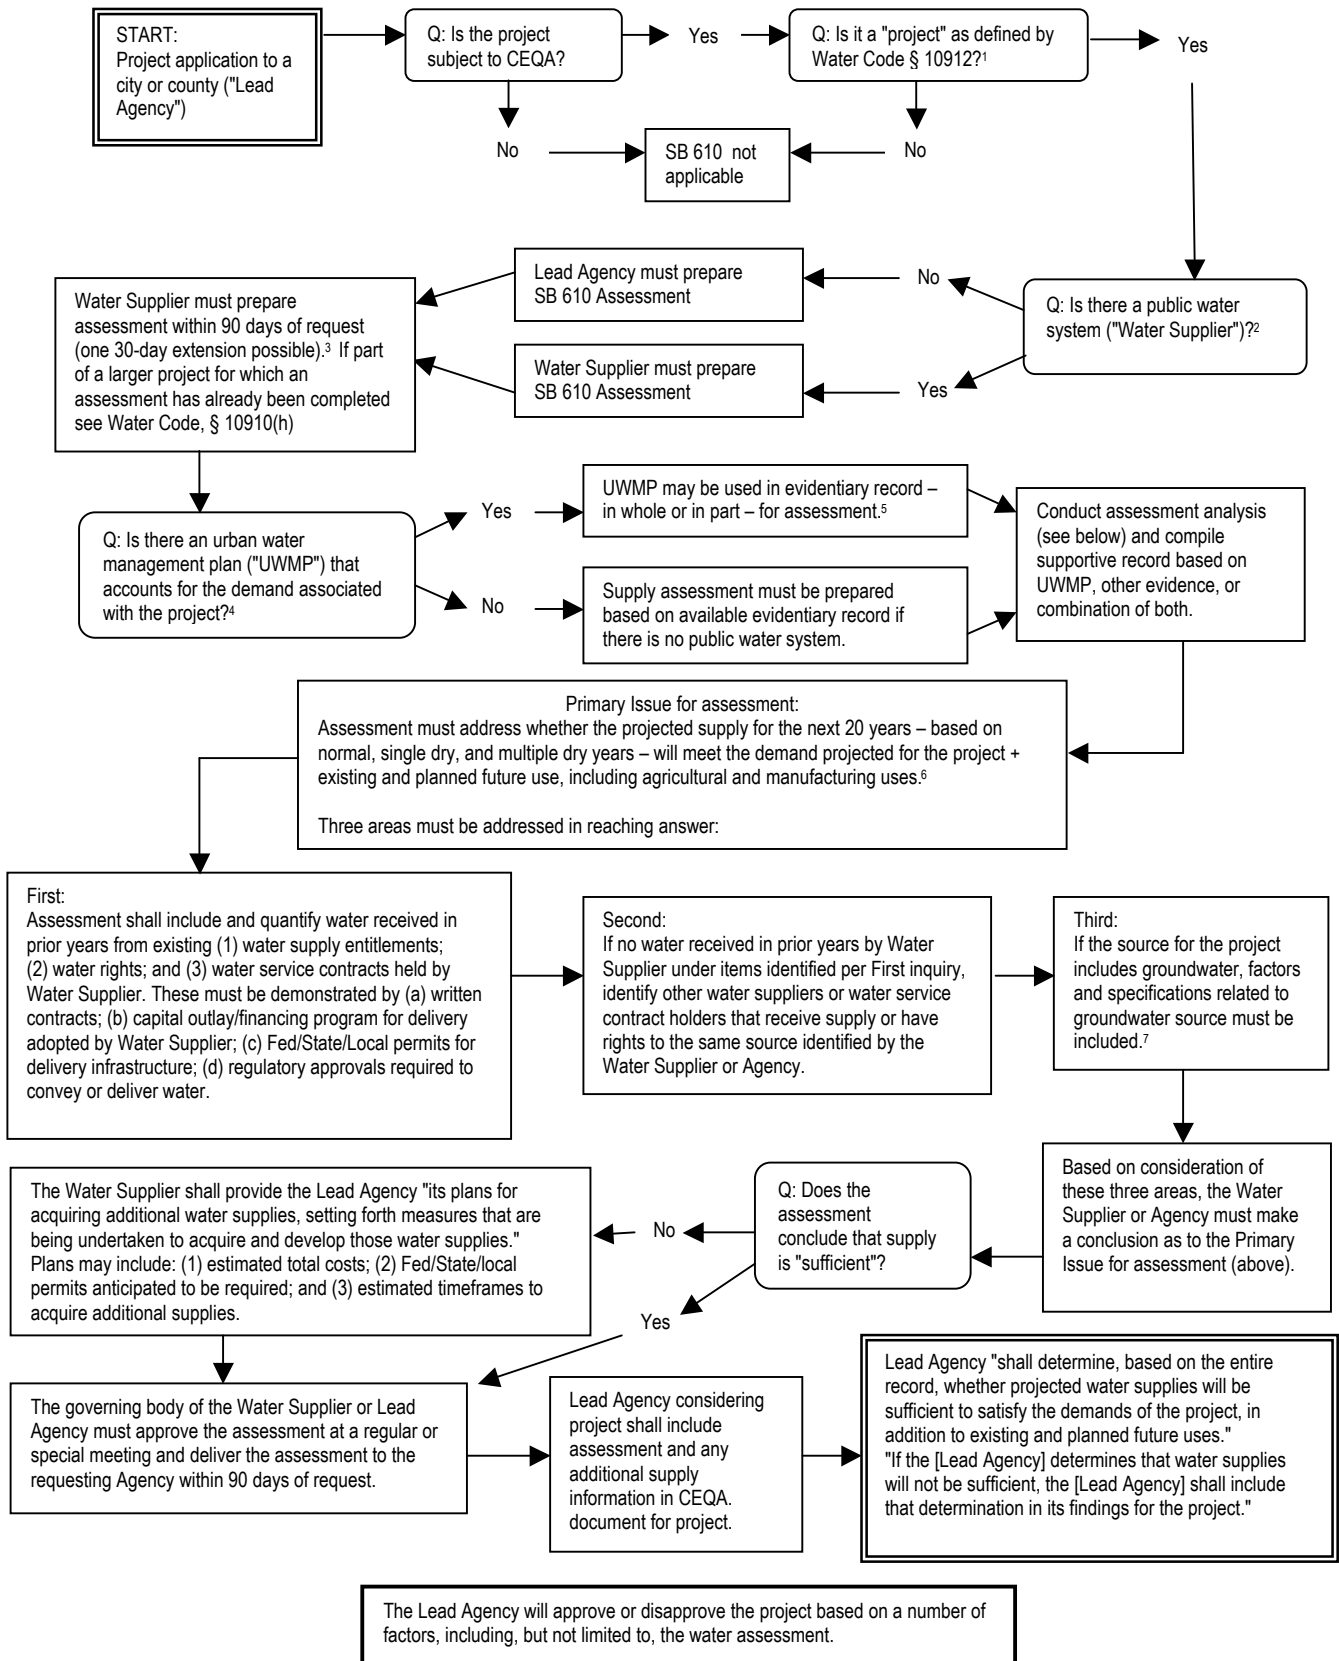 START:
Project application to a
city or county ("Lead
Agency")
Q: Is the project
subject to CEQA?
Yes
Q: Is it a "project" as defined by
Water Code § 10912?¹
Yes
No
SB 610 not
applicable
No
Lead Agency must prepare
SB 610 Assessment
No
Q: Is there a public water
system ("Water Supplier")?²
Water Supplier must prepare
assessment within 90 days of request
(one 30-day extension possible).³ If part
of a larger project for which an
assessment has already been completed
see Water Code, § 10910(h)
Water Supplier must prepare
SB 610 Assessment
Yes
Q: Is there an urban water
management plan ("UWMP") that
accounts for the demand associated
with the project?⁴
Yes
UWMP may be used in evidentiary record –
in whole or in part – for assessment.⁵
No
Supply assessment must be prepared
based on available evidentiary record if
there is no public water system.
Conduct assessment analysis
(see below) and compile
supportive record based on
UWMP, other evidence, or
combination of both.
Primary Issue for assessment:
Assessment must address whether the projected supply for the next 20 years – based on
normal, single dry, and multiple dry years – will meet the demand projected for the project +
existing and planned future use, including agricultural and manufacturing uses.⁶
Three areas must be addressed in reaching answer:
First:
Assessment shall include and quantify water received in
prior years from existing (1) water supply entitlements;
(2) water rights; and (3) water service contracts held by
Water Supplier. These must be demonstrated by (a) written
contracts; (b) capital outlay/financing program for delivery
adopted by Water Supplier; (c) Fed/State/Local permits for
delivery infrastructure; (d) regulatory approvals required to
convey or deliver water.
Second:
If no water received in prior years by Water
Supplier under items identified per First inquiry,
identify other water suppliers or water service
contract holders that receive supply or have
rights to the same source identified by the
Water Supplier or Agency.
Third:
If the source for the project
includes groundwater, factors
and specifications related to
groundwater source must be
included.⁷
Based on consideration of
these three areas, the Water
Supplier or Agency must make
a conclusion as to the Primary
Issue for assessment (above).
Q: Does the
assessment
conclude that supply
is "sufficient"?
No
The Water Supplier shall provide the Lead Agency "its plans for
acquiring additional water supplies, setting forth measures that are
being undertaken to acquire and develop those water supplies."
Plans may include: (1) estimated total costs; (2) Fed/State/local
permits anticipated to be required; and (3) estimated timeframes to
acquire additional supplies.
Yes
The governing body of the Water Supplier or Lead
Agency must approve the assessment at a regular or
special meeting and deliver the assessment to the
requesting Agency within 90 days of request.
Lead Agency considering
project shall include
assessment and any
additional supply
information in CEQA.
document for project.
Lead Agency "shall determine, based on the entire
record, whether projected water supplies will be
sufficient to satisfy the demands of the project, in
addition to existing and planned future uses."
"If the [Lead Agency] determines that water supplies
will not be sufficient, the [Lead Agency] shall include
that determination in its findings for the project."
The Lead Agency will approve or disapprove the project based on a number of
factors, including, but not limited to, the water assessment.